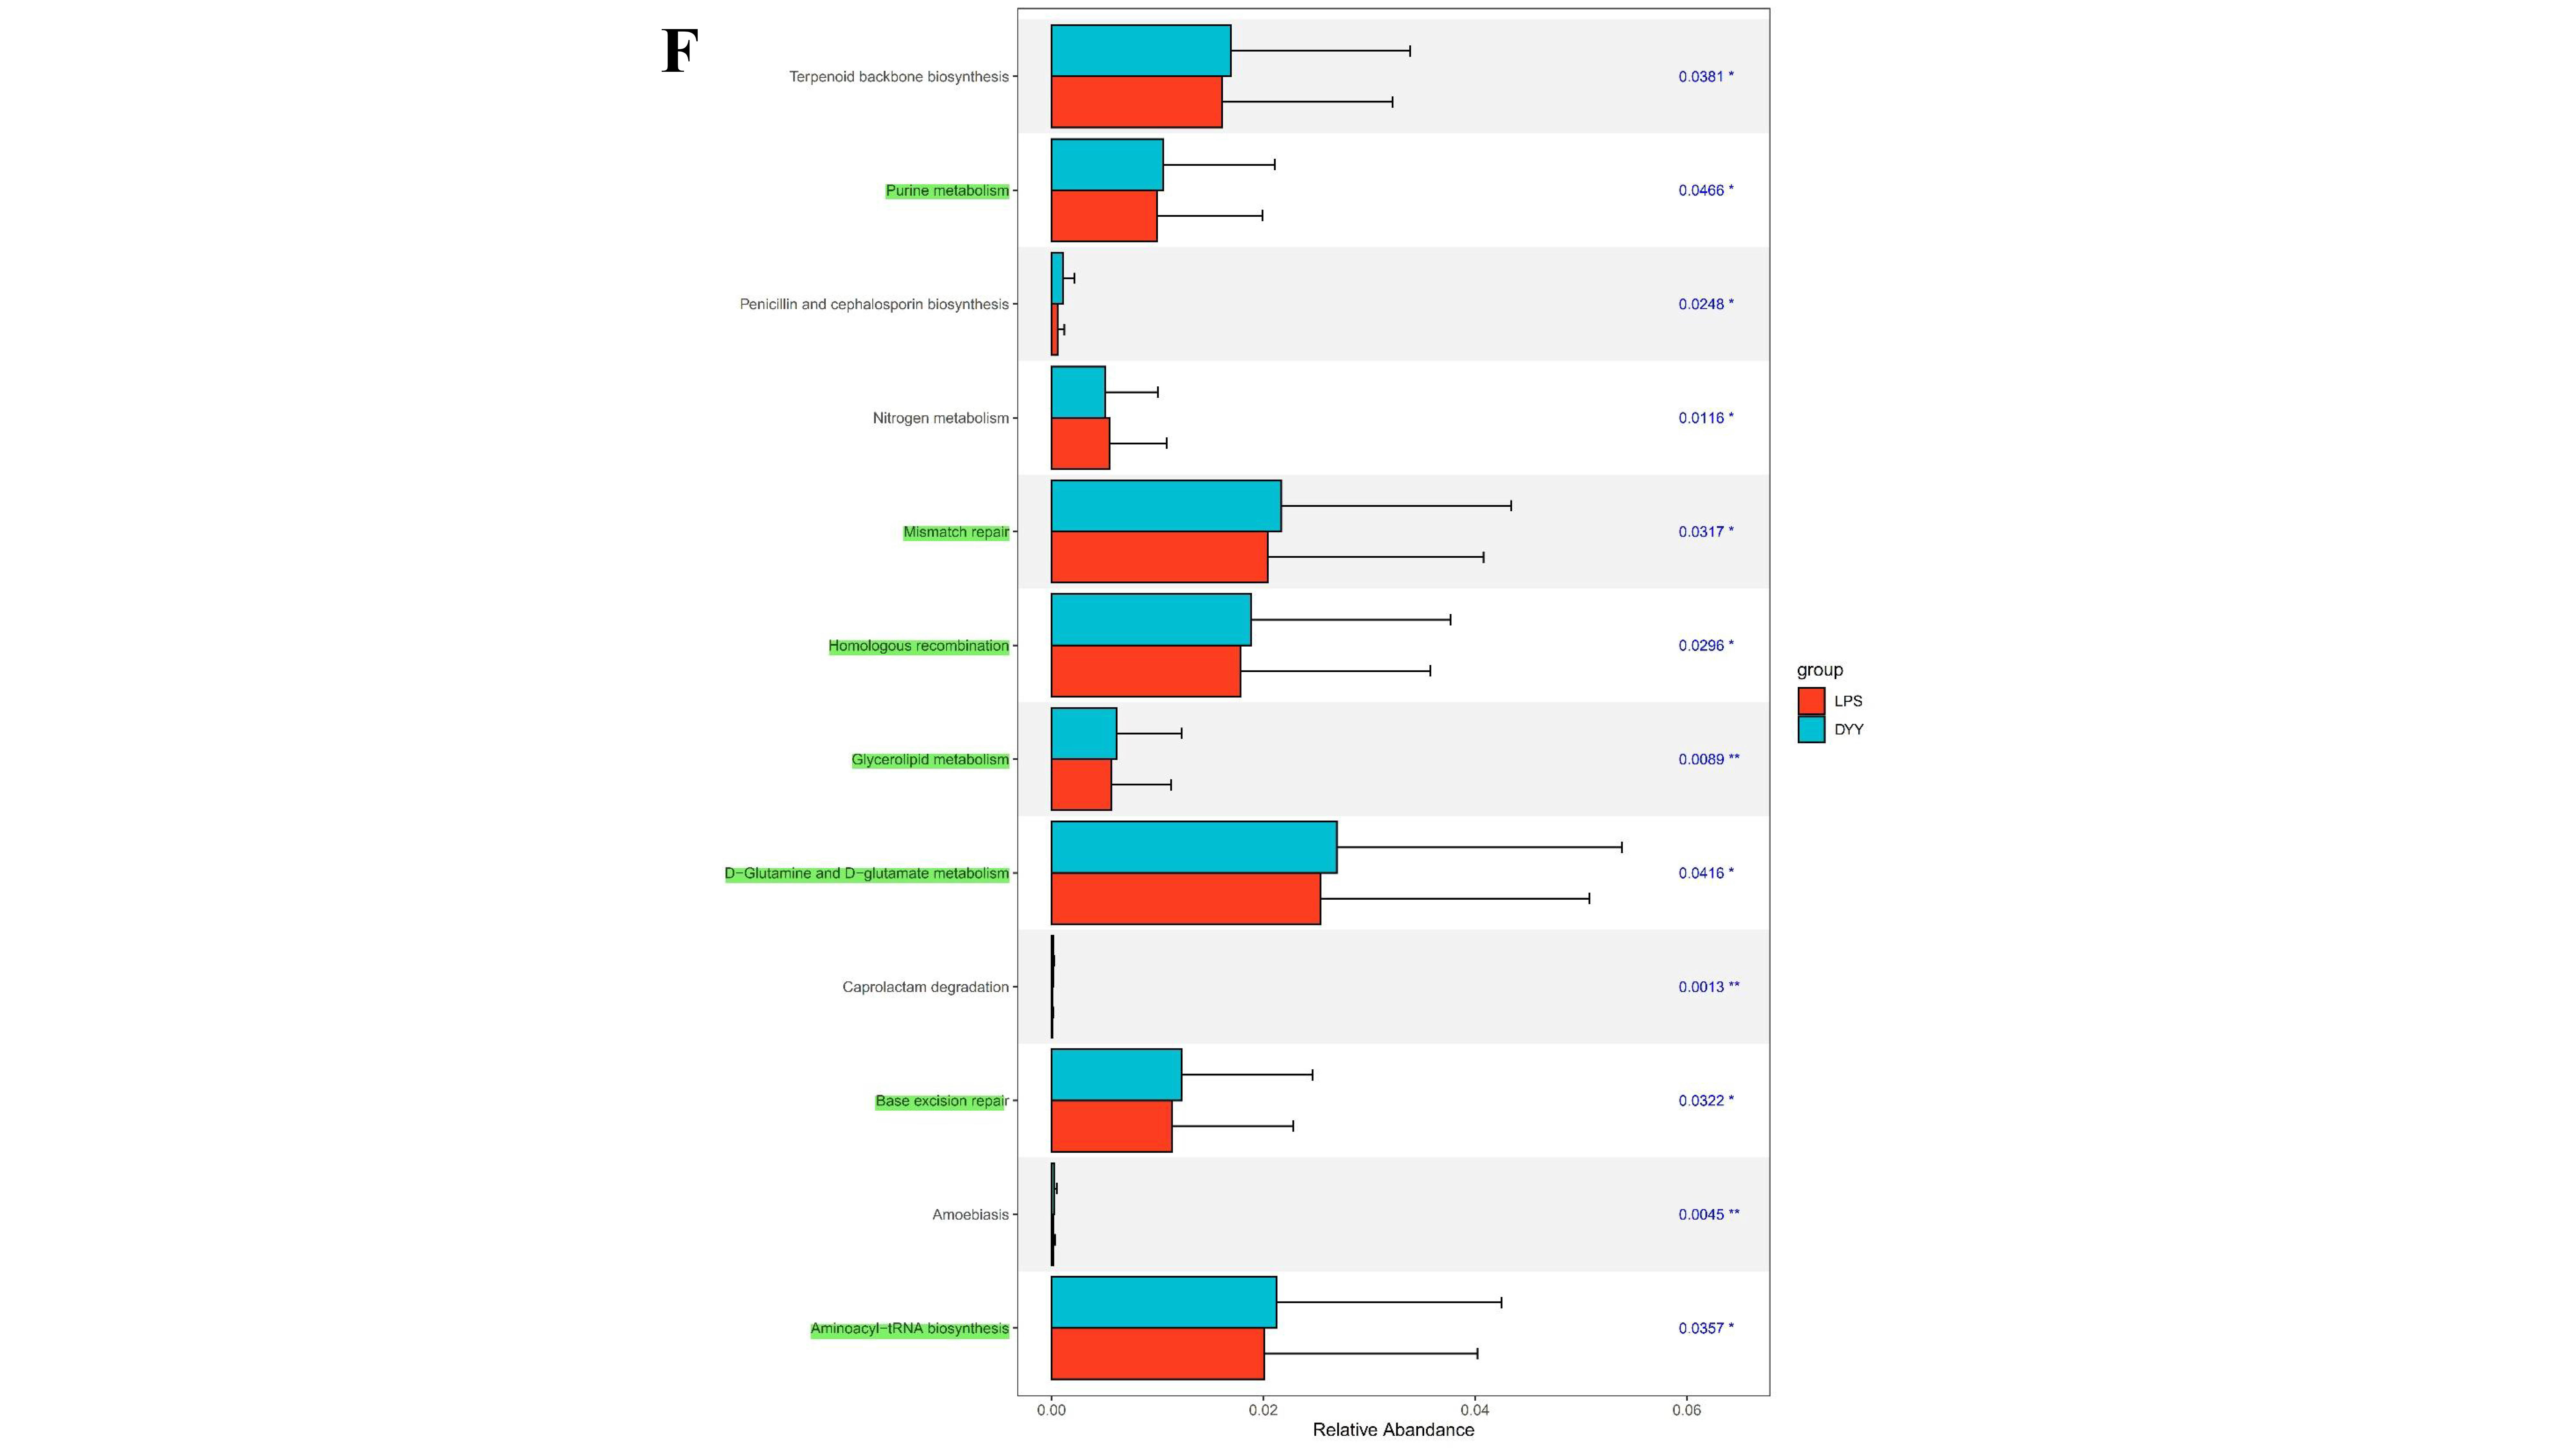 F
Terpenoid backbone biosynthesis 0.0381 *
Purine metabolism 0.0466 *
Penicillin and cephalosporin biosynthesis 0.0248 *
Nitrogen metabolism 0.0116 *
Mismatch repair 0.0317 *
Homologous recombination 0.0296 *
Glycerolipid metabolism 0.0089 **
D−Glutamine and D−glutamate metabolism 0.0416 *
Caprolactam degradation 0.0013 **
Base excision repair 0.0322 *
Amoebiasis 0.0045 **
Aminoacyl−tRNA biosynthesis 0.0357 *
0.00 0.02 0.04 0.06
Relative Abandance
group
LPS
DYY